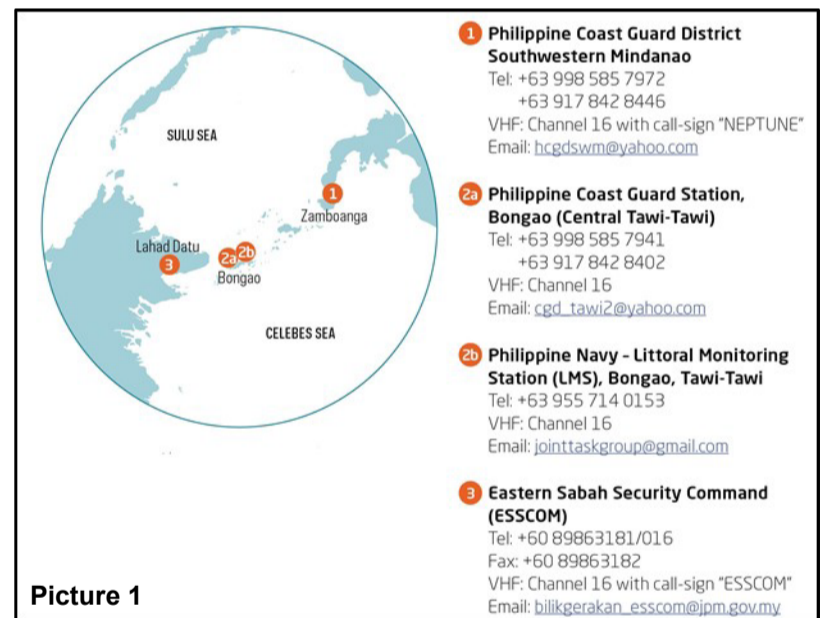 SULU SEA
Zamboanga
1
Lahad Datu
3
2a
2b
Bongao
CELEBES SEA
1 Philippine Coast Guard District
Southwestern Mindanao
Tel: +63 998 585 7972
+63 917 842 8446
VHF: Channel 16 with call-sign "NEPTUNE"
Email: hcgdswm@yahoo.com
2a Philippine Coast Guard Station,
Bongao (Central Tawi-Tawi)
Tel: +63 998 585 7941
+63 917 842 8402
VHF: Channel 16
Email: cgd_tawi2@yahoo.com
2b Philippine Navy - Littoral Monitoring
Station (LMS), Bongao, Tawi-Tawi
Tel: +63 955 714 0153
VHF: Channel 16
Email: jointtaskgroup@gmail.com
3 Eastern Sabah Security Command
(ESSCOM)
Tel: +60 89863181/016
Fax: +60 89863182
VHF: Channel 16 with call-sign "ESSCOM"
Email: bilikgerakan_esscom@jpm.gov.my
Picture 1